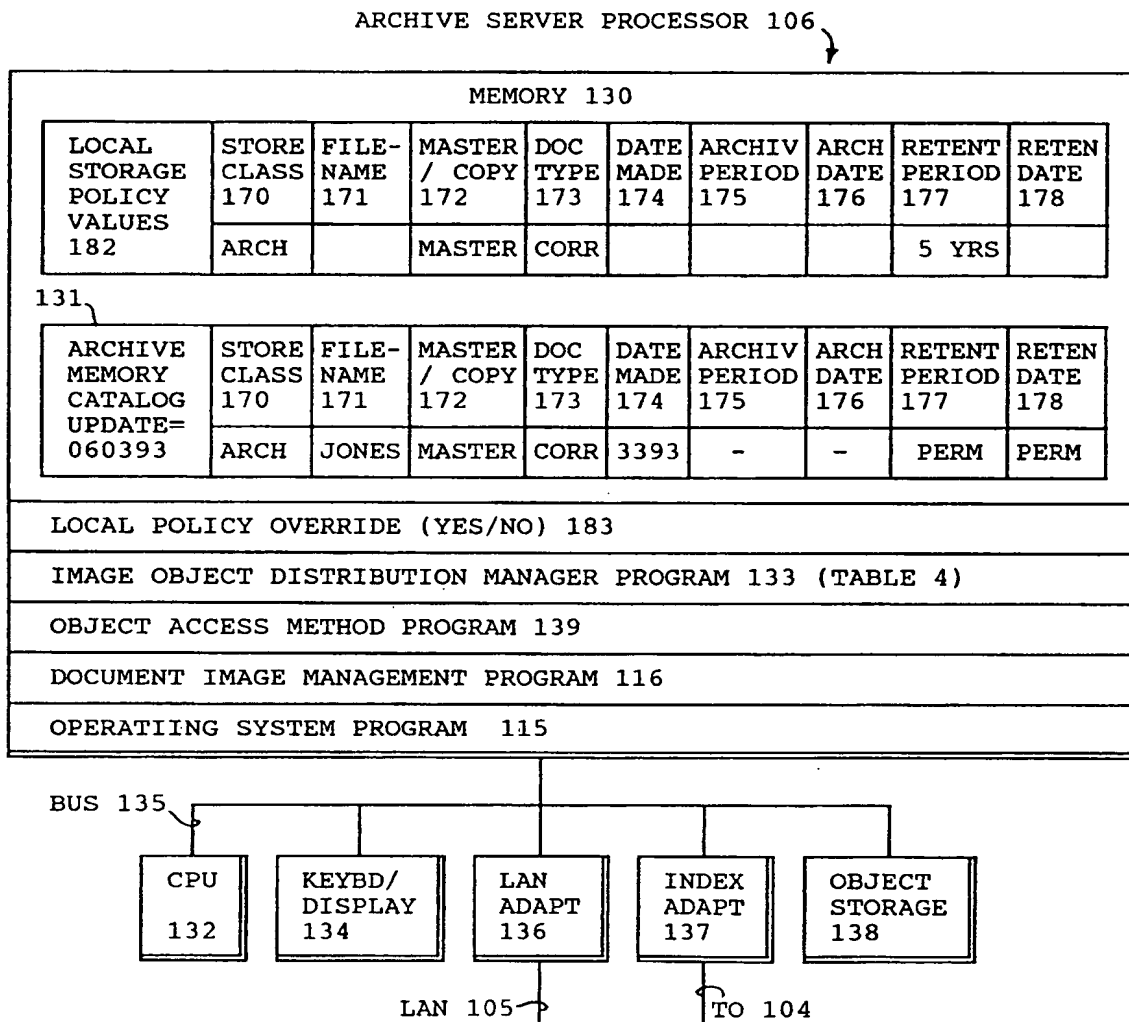 ARCHIVE SERVER PROCESSOR 106
MEMORY 130
LOCAL STORAGE POLICY VALUES 182
STORE CLASS 170
FILE-NAME 171
MASTER / COPY 172
DOC TYPE 173
DATE MADE 174
ARCHIV PERIOD 175
ARCH DATE 176
RETENT PERIOD 177
RETEN DATE 178
ARCH MASTER CORR 5 YRS
131
ARCHIVE MEMORY CATALOG UPDATE= 060393
STORE CLASS 170
FILE-NAME 171
MASTER / COPY 172
DOC TYPE 173
DATE MADE 174
ARCHIV PERIOD 175
ARCH DATE 176
RETENT PERIOD 177
RETEN DATE 178
ARCH JONES MASTER CORR 3393 - - PERM PERM
LOCAL POLICY OVERRIDE (YES/NO) 183
IMAGE OBJECT DISTRIBUTION MANAGER PROGRAM 133 (TABLE 4)
OBJECT ACCESS METHOD PROGRAM 139
DOCUMENT IMAGE MANAGEMENT PROGRAM 116
OPERATIING SYSTEM PROGRAM 115
BUS 135
CPU 132
KEYBD/ DISPLAY 134
LAN ADAPT 136
INDEX ADAPT 137
OBJECT STORAGE 138
LAN 105
TO 104